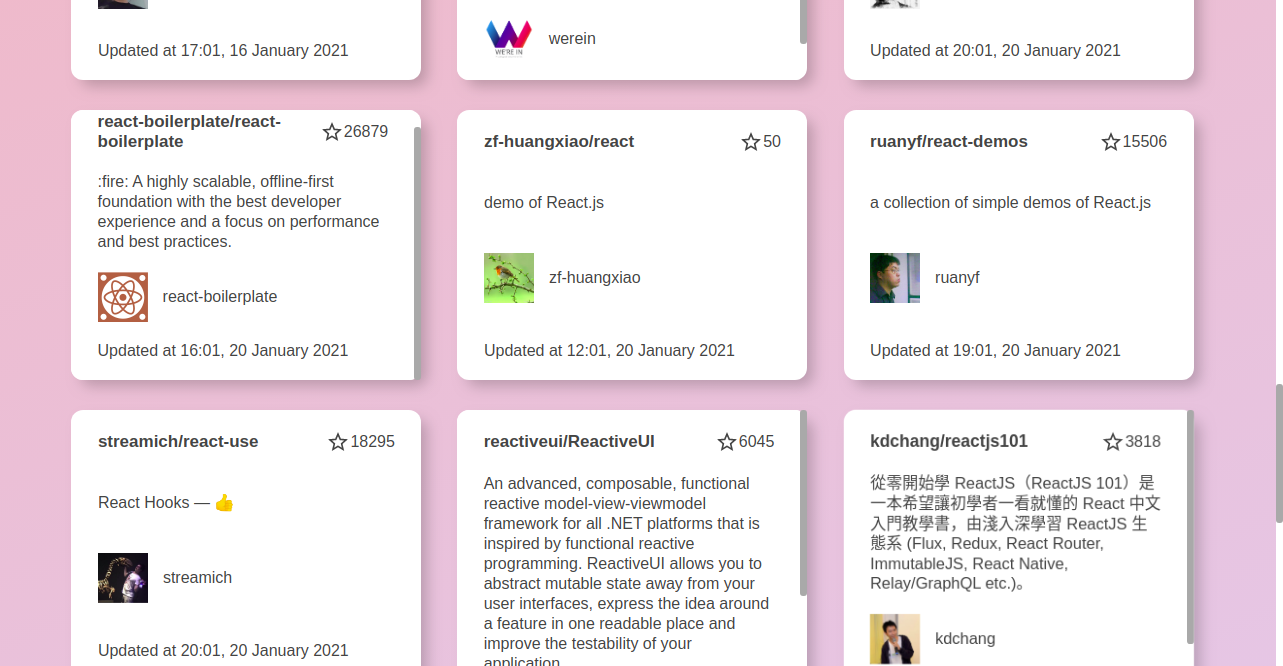 Updated at 17:01, 16 January 2021
WE'RE IN
werein
Updated at 20:01, 20 January 2021
react-boilerplate/react-
boilerplate
26879
:fire: A highly scalable, offline-first
foundation with the best developer
experience and a focus on performance
and best practices.
react-boilerplate
Updated at 16:01, 20 January 2021
zf-huangxiao/react
50
demo of React.js
zf-huangxiao
Updated at 12:01, 20 January 2021
ruanyf/react-demos
15506
a collection of simple demos of React.js
ruanyf
Updated at 19:01, 20 January 2021
streamich/react-use
18295
React Hooks — 👍
streamich
Updated at 20:01, 20 January 2021
reactiveui/ReactiveUI
6045
An advanced, composable, functional
reactive model-view-viewmodel
framework for all .NET platforms that is
inspired by functional reactive
programming. ReactiveUI allows you to
abstract mutable state away from your
user interfaces, express the idea around
a feature in one readable place and
improve the testability of your
application.
kdchang/reactjs101
3818
從零開始學 ReactJS（ReactJS 101）是
一本希望讓初學者一看就懂的 React 中文
入門教學書，由淺入深學習 ReactJS 生
態系 (Flux, Redux, React Router,
ImmutableJS, React Native,
Relay/GraphQL etc.)。
kdchang